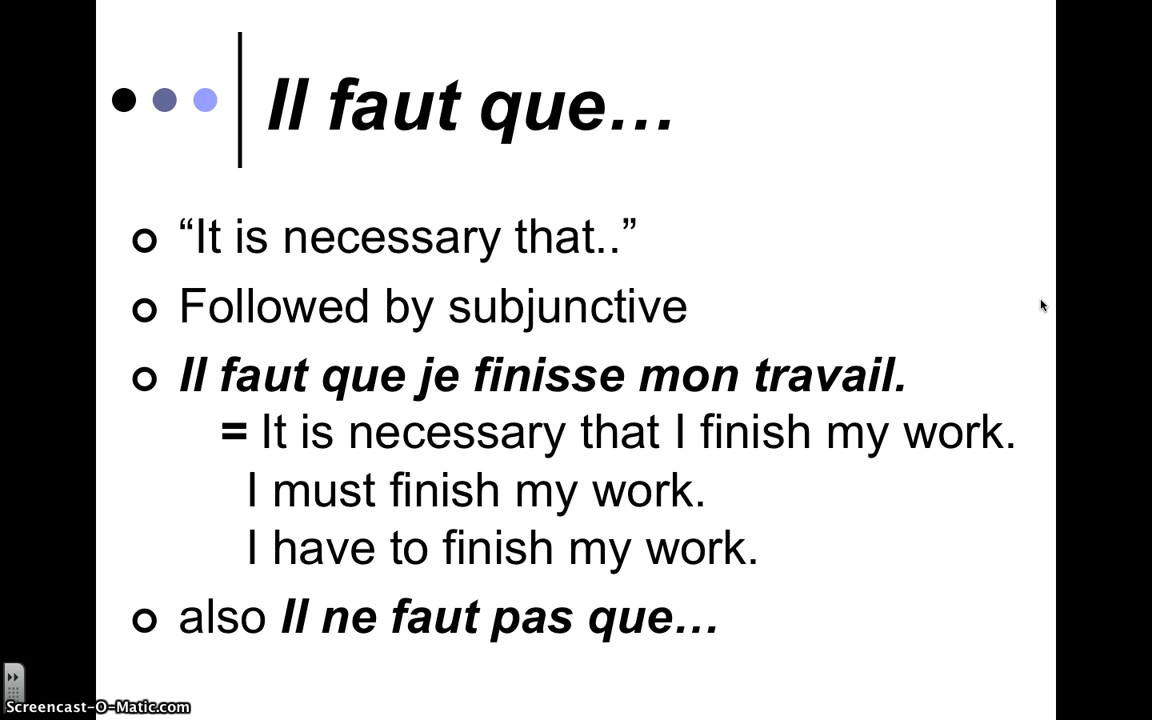 Il faut que…
“It is necessary that..”
Followed by subjunctive
Il faut que je finisse mon travail.
= It is necessary that I finish my work.
I must finish my work.
I have to finish my work.
also Il ne faut pas que…
Screencast-O-Matic.com